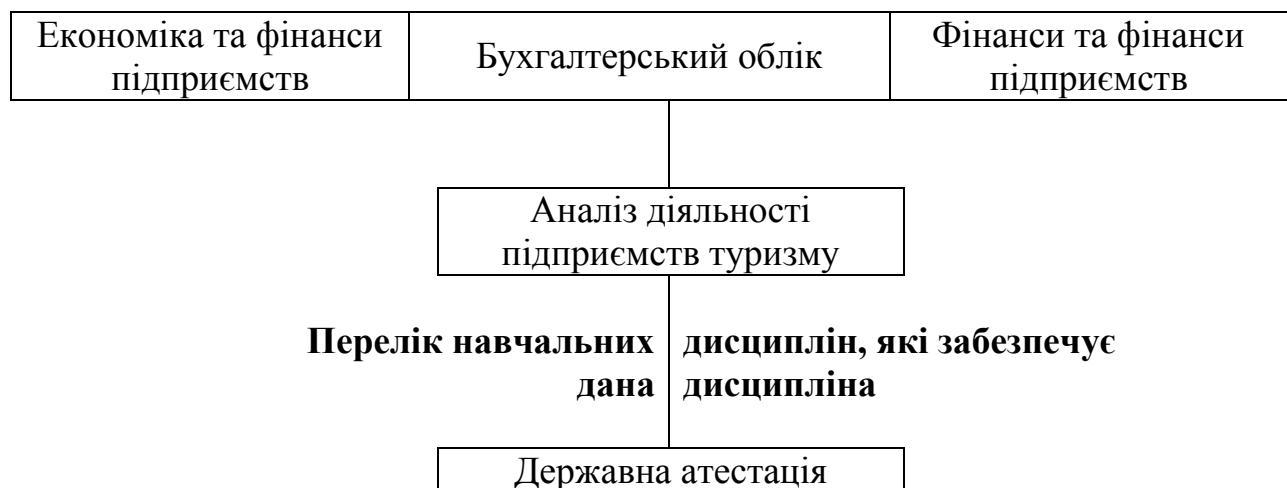 Економіка та фінанси
підприємств
Бухгалтерський облік
Фінанси та фінанси
підприємств
Аналіз діяльності
підприємств туризму
Перелік навчальних дисциплін, які забезпечує
дана дисципліна
Державна атестація